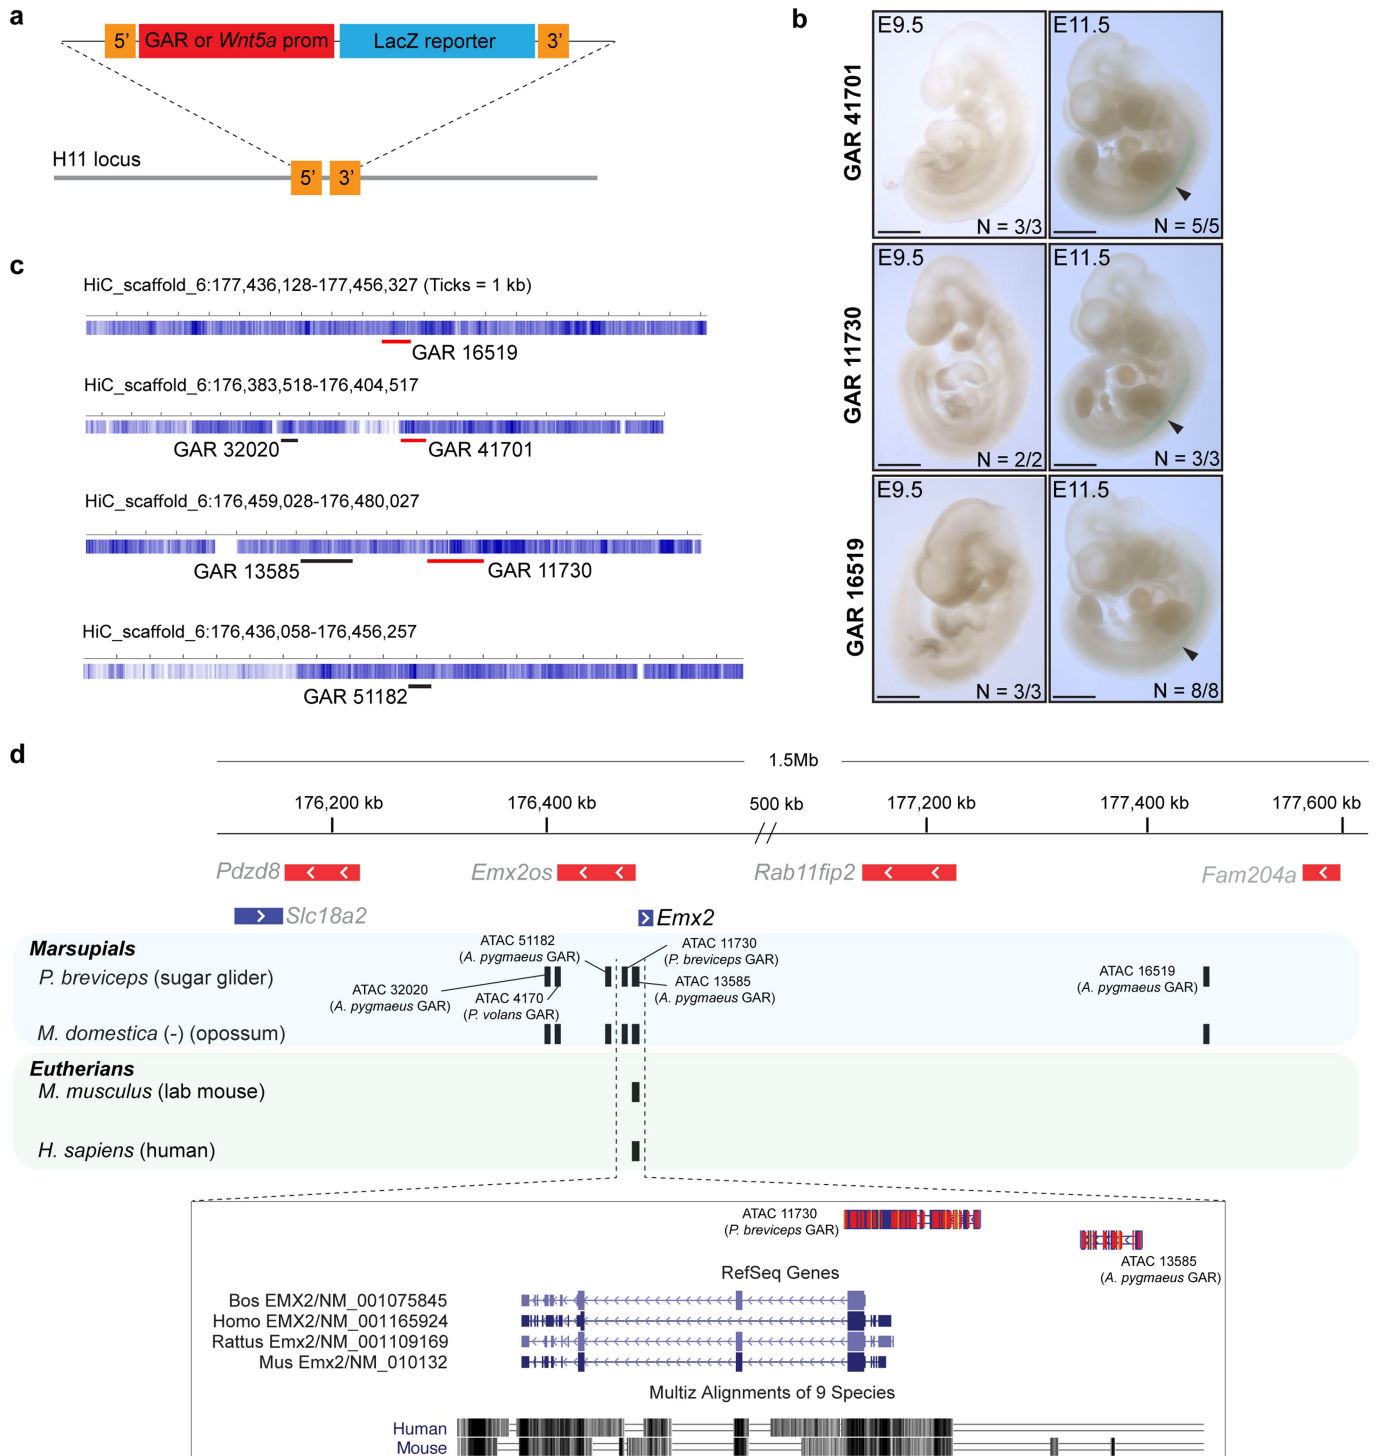 a
5' GAR or Wnt5a prom LacZ reporter 3'
H11 locus
5' 3'
b
GAR 41701
E9.5
N = 3/3
E11.5
N = 5/5
GAR 11730
E9.5
N = 2/2
E11.5
N = 3/3
GAR 16519
E9.5
N = 3/3
E11.5
N = 8/8
c
HiC_scaffold_6:177,436,128-177,456,327 (Ticks = 1 kb)
GAR 16519
HiC_scaffold_6:176,383,518-176,404,517
GAR 32020
GAR 41701
HiC_scaffold_6:176,459,028-176,480,027
GAR 13585
GAR 11730
HiC_scaffold_6:176,436,058-176,456,257
GAR 51182
d
1.5Mb
176,200 kb 176,400 kb 500 kb 177,200 kb 177,400 kb 177,600 kb
Pdzd8 Emx2os Rab11fip2 Fam204a
Slc18a2 Emx2
Marsupials
P. breviceps (sugar glider)
ATAC 32020
(A. pygmaeus GAR)
ATAC 4170
(P. volans GAR)
ATAC 51182
(A. pygmaeus GAR)
ATAC 11730
(P. breviceps GAR)
ATAC 13585
(A. pygmaeus GAR)
ATAC 16519
(A. pygmaeus GAR)
M. domestica (-) (opossum)
Eutherians
M. musculus (lab mouse)
H. sapiens (human)
ATAC 11730
(P. breviceps GAR)
ATAC 13585
(A. pygmaeus GAR)
RefSeq Genes
Bos EMX2/NM_001075845
Homo EMX2/NM_001165924
Rattus Emx2/NM_001109169
Mus Emx2/NM_010132
Multiz Alignments of 9 Species
Human
Mouse